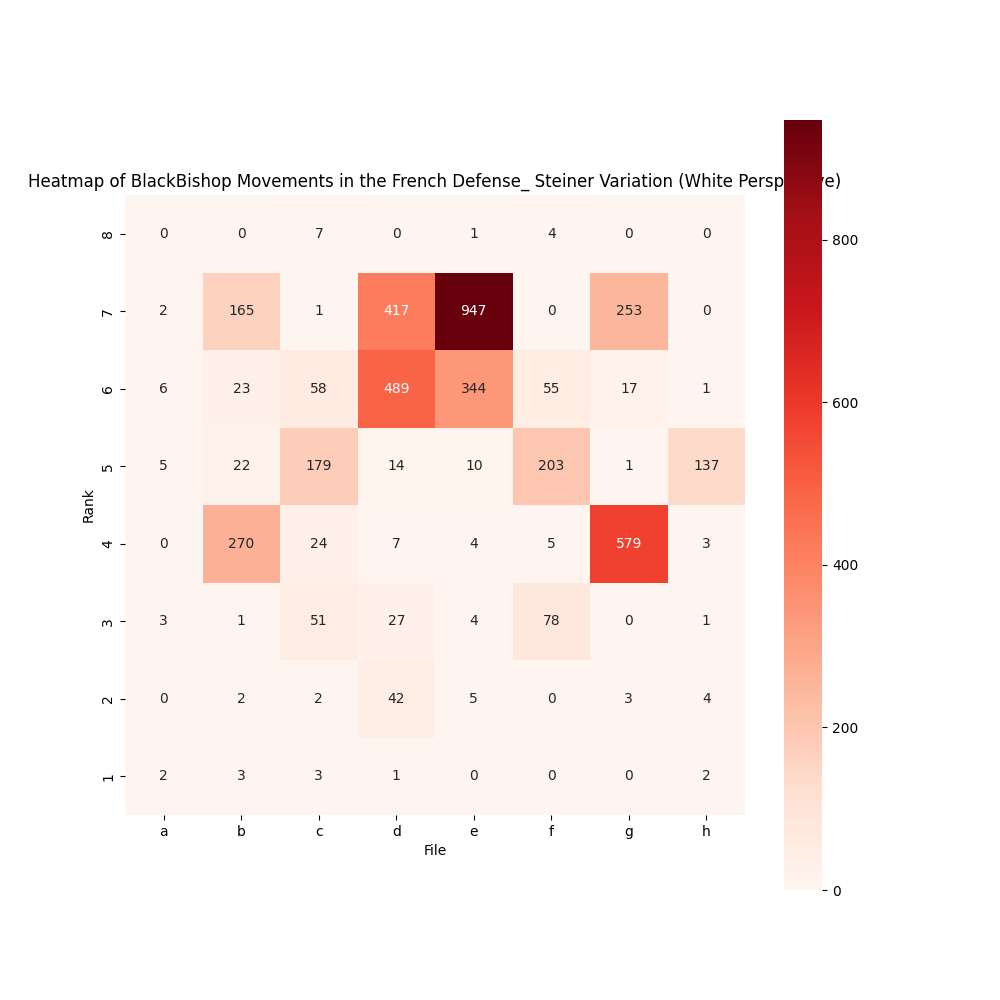 Heatmap of BlackBishop Movements in the French Defense_ Steiner Variation (White Persp ve)
8 0 0 7 0 1 4 0 0
7 2 165 1 417 947 0 253 0
6 6 23 58 489 344 55 17 1
5 5 22 179 14 10 203 1 137
4 0 270 24 7 4 5 579 3
3 3 1 51 27 4 78 0 1
2 0 2 2 42 5 0 3 4
1 2 3 3 1 0 0 0 2
a b c d e f g h
File
Rank
800
600
400
200
0